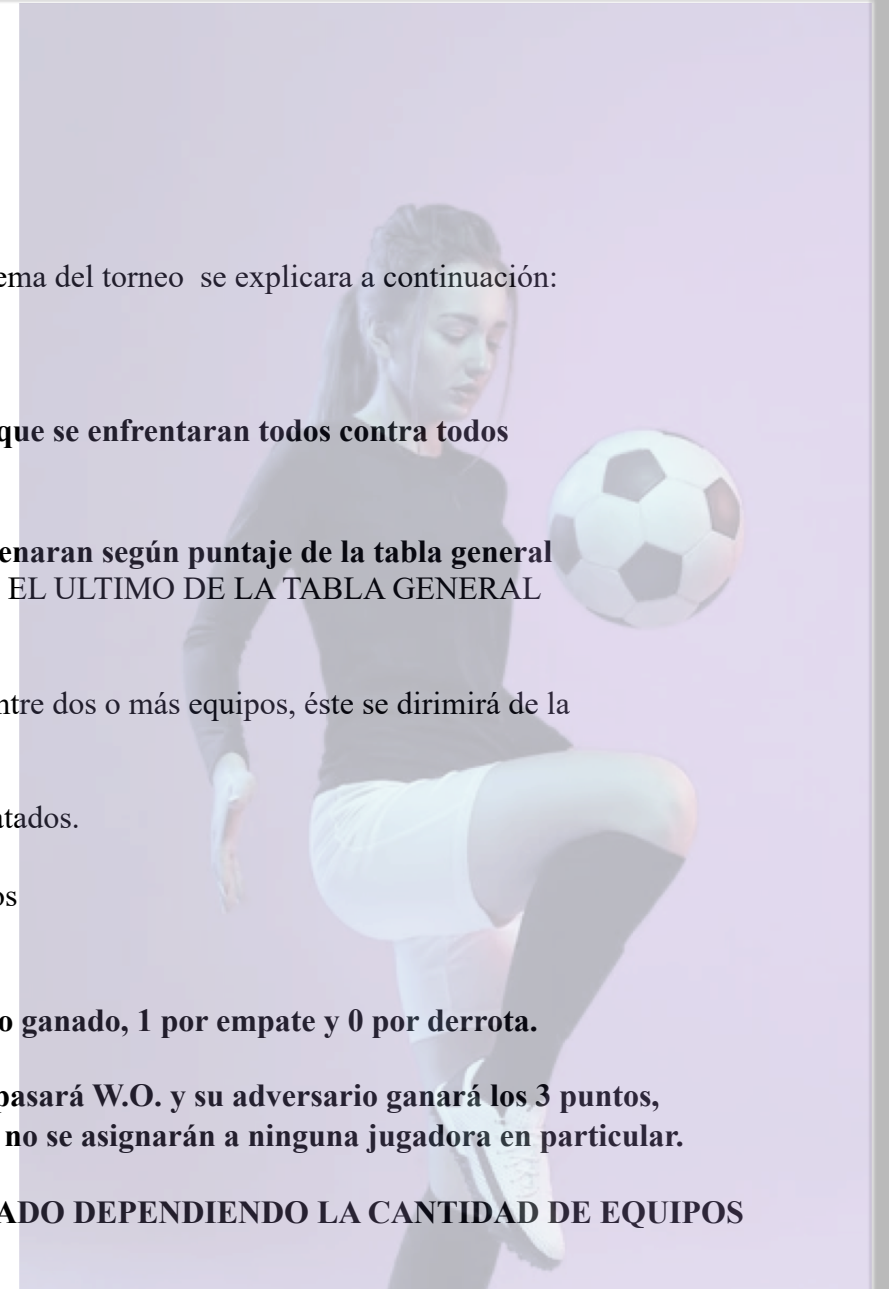 ema del torneo se explicara a continuación:
que se enfrentaran todos contra todos
enaran según puntaje de la tabla general
EL ULTIMO DE LA TABLA GENERAL
ntre dos o más equipos, éste se dirimirá de la
atados.
os
o ganado, 1 por empate y 0 por derrota.
pasará W.O. y su adversario ganará los 3 puntos,
no se asignarán a ninguna jugadora en particular.
ADO DEPENDIENDO LA CANTIDAD DE EQUIPOS